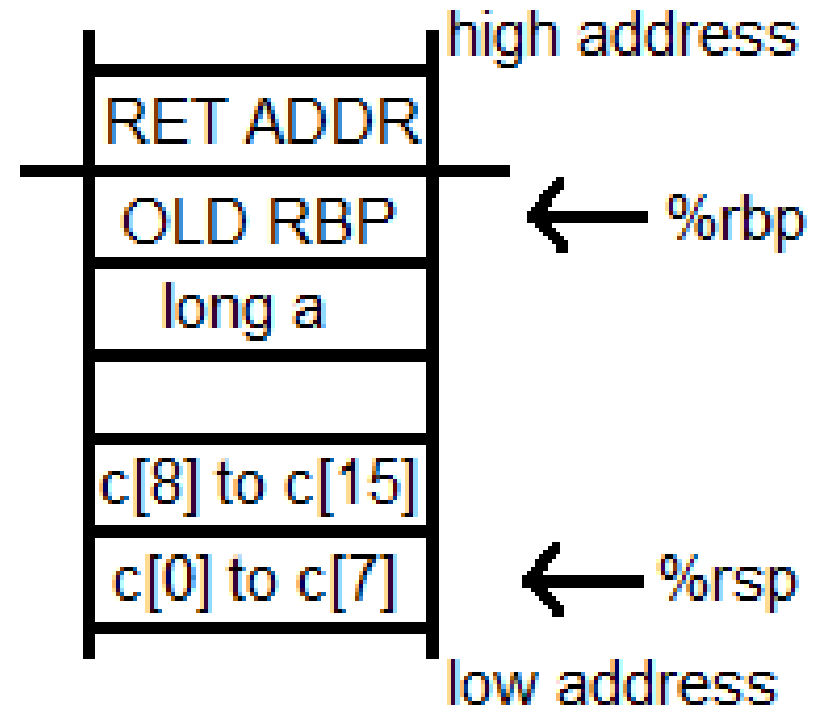 high address
RET ADDR
OLD RBP
%rbp
long a
c[8] to c[15]
c[0] to c[7]
%rsp
low address